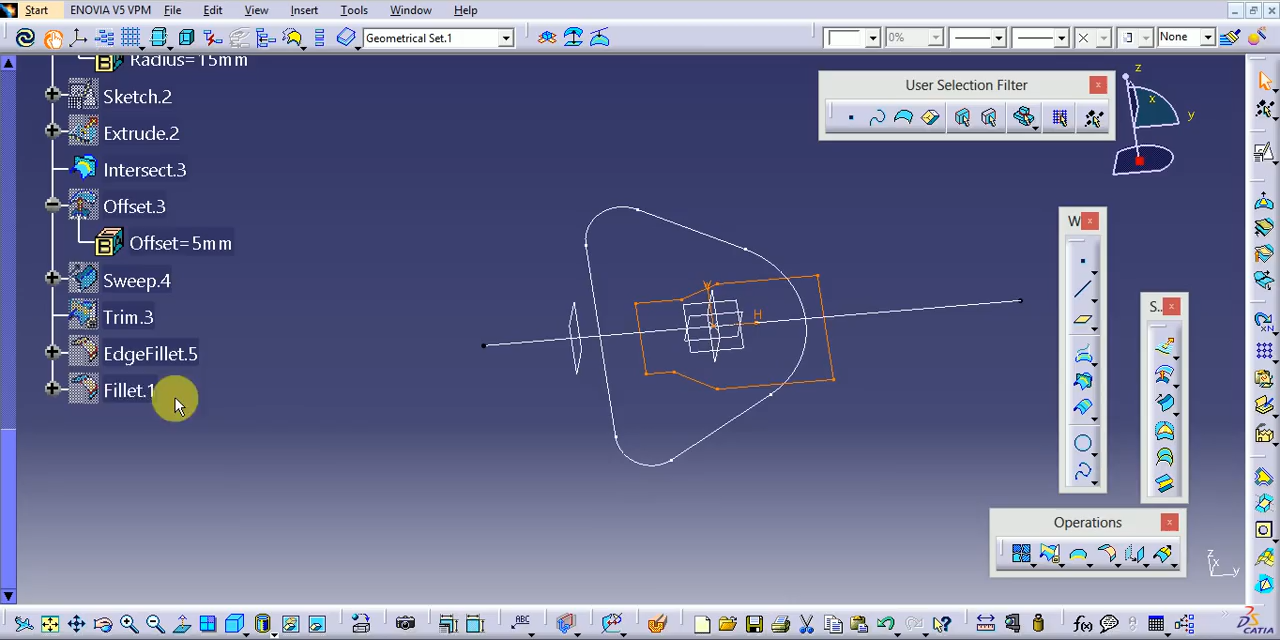 Start ENOVIA V5 VPM File Edit View Insert Tools Window Help
Geometrical Set.1
0%
None
Radius=15mm
Sketch.2
Extrude.2
Intersect.3
Offset.3
Offset=5mm
Sweep.4
Trim.3
EdgeFillet.5
Fillet.1
User Selection Filter
z
x
y
V
H
W
S..
Operations
z
x
y
ABC
f(x)
CATIA